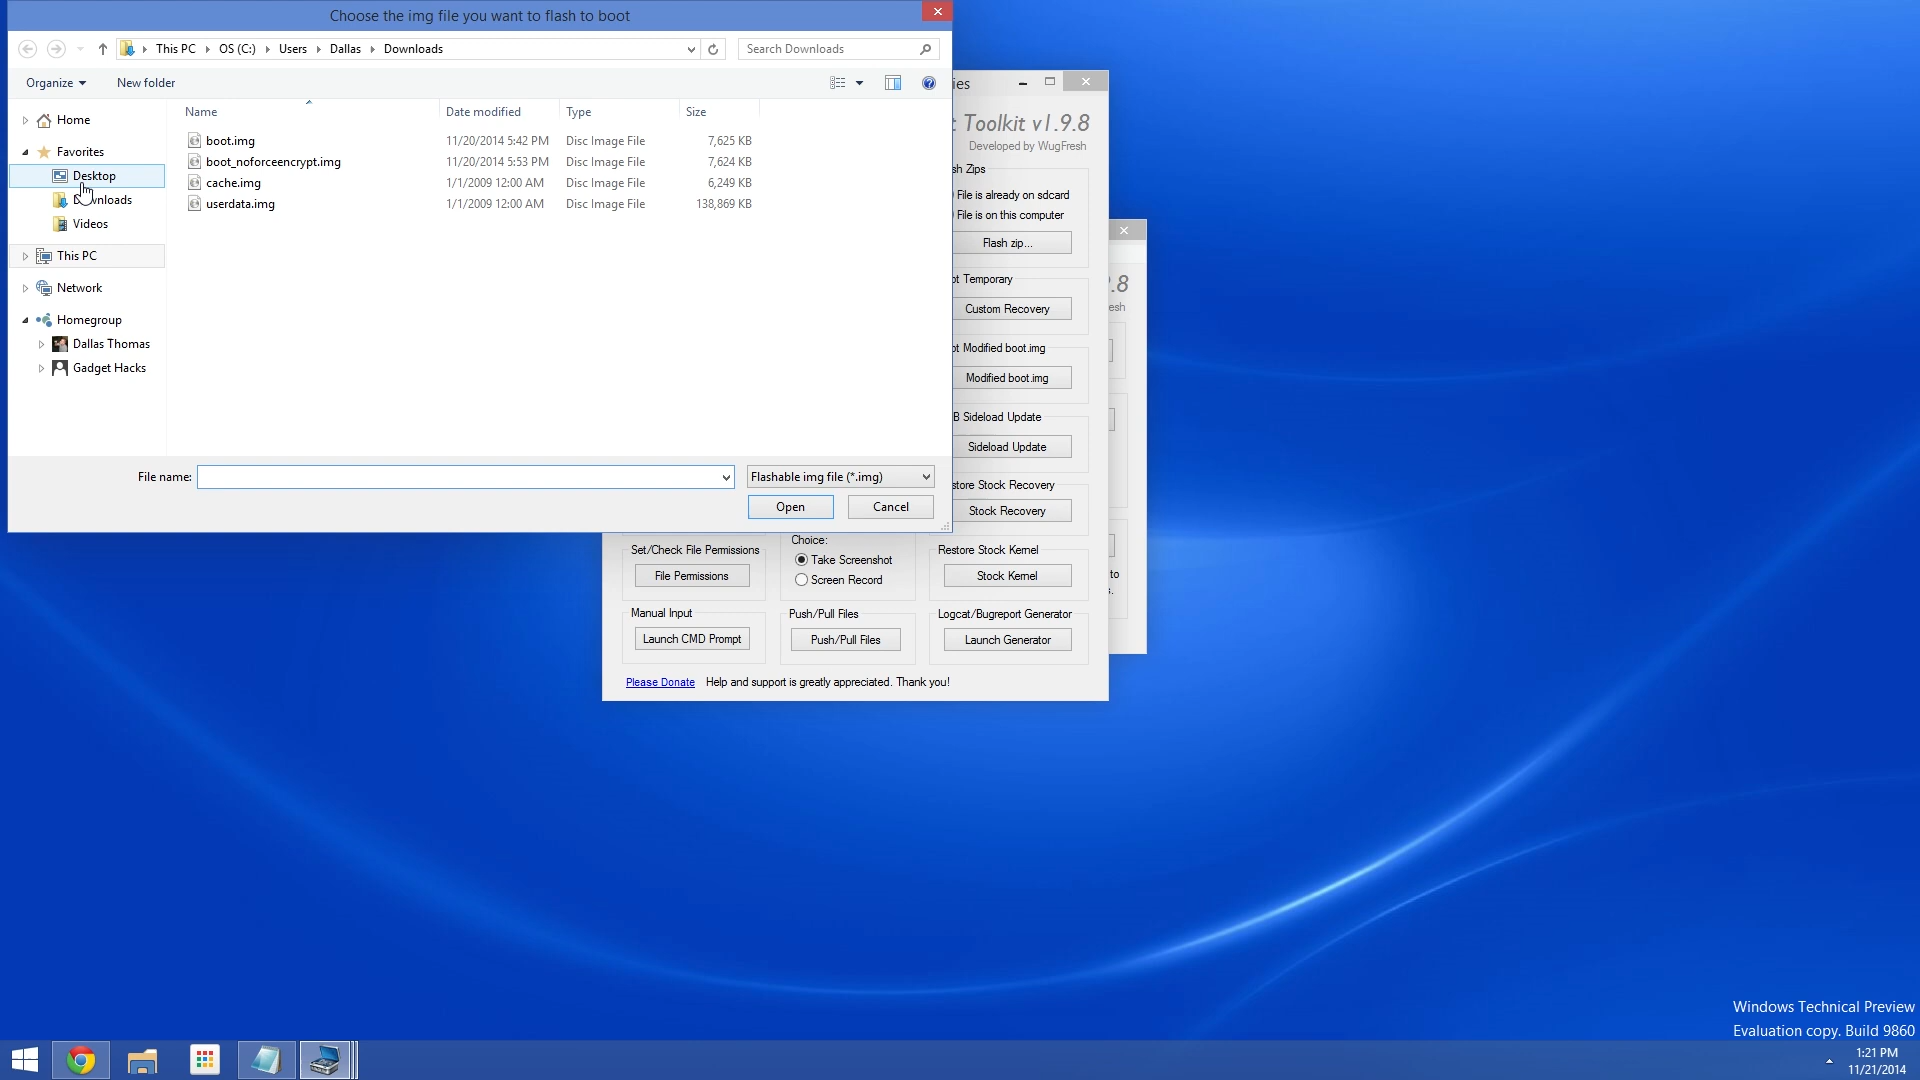 Choose the img file you want to flash to boot
This PC OS (C:) Users Dallas Downloads
Search Downloads
Organize New folder
Name Date modified Type Size
boot.img 11/20/2014 5:42 PM Disc Image File 7,625 KB
boot_noforceencrypt.img 11/20/2014 5:53 PM Disc Image File 7,624 KB
cache.img 1/1/2009 12:00 AM Disc Image File 6,249 KB
userdata.img 1/1/2009 12:00 AM Disc Image File 138,869 KB
Home
Favorites
Desktop
Downloads
Videos
This PC
Network
Homegroup
Dallas Thomas
Gadget Hacks
File name:
Flashable img file (*.img)
Open Cancel
ies
t Toolkit v1.9.8
Developed by WugFresh
sh Zips
File is already on sdcard
File is on this computer
Flash zip...
ot Temporary
Custom Recovery
ot Modified boot.img
Modified boot.img
B Sideload Update
Sideload Update
store Stock Recovery
Stock Recovery
Set/Check File Permissions
File Permissions
Choice:
Take Screenshot
Screen Record
Restore Stock Kernel
Stock Kernel
Manual Input
Launch CMD Prompt
Push/Pull Files
Push/Pull Files
Logcat/Bugreport Generator
Launch Generator
Please Donate Help and support is greatly appreciated. Thank you!
.8
esh
to
s.
Windows Technical Preview
Evaluation copy. Build 9860
1:21 PM
11/21/2014